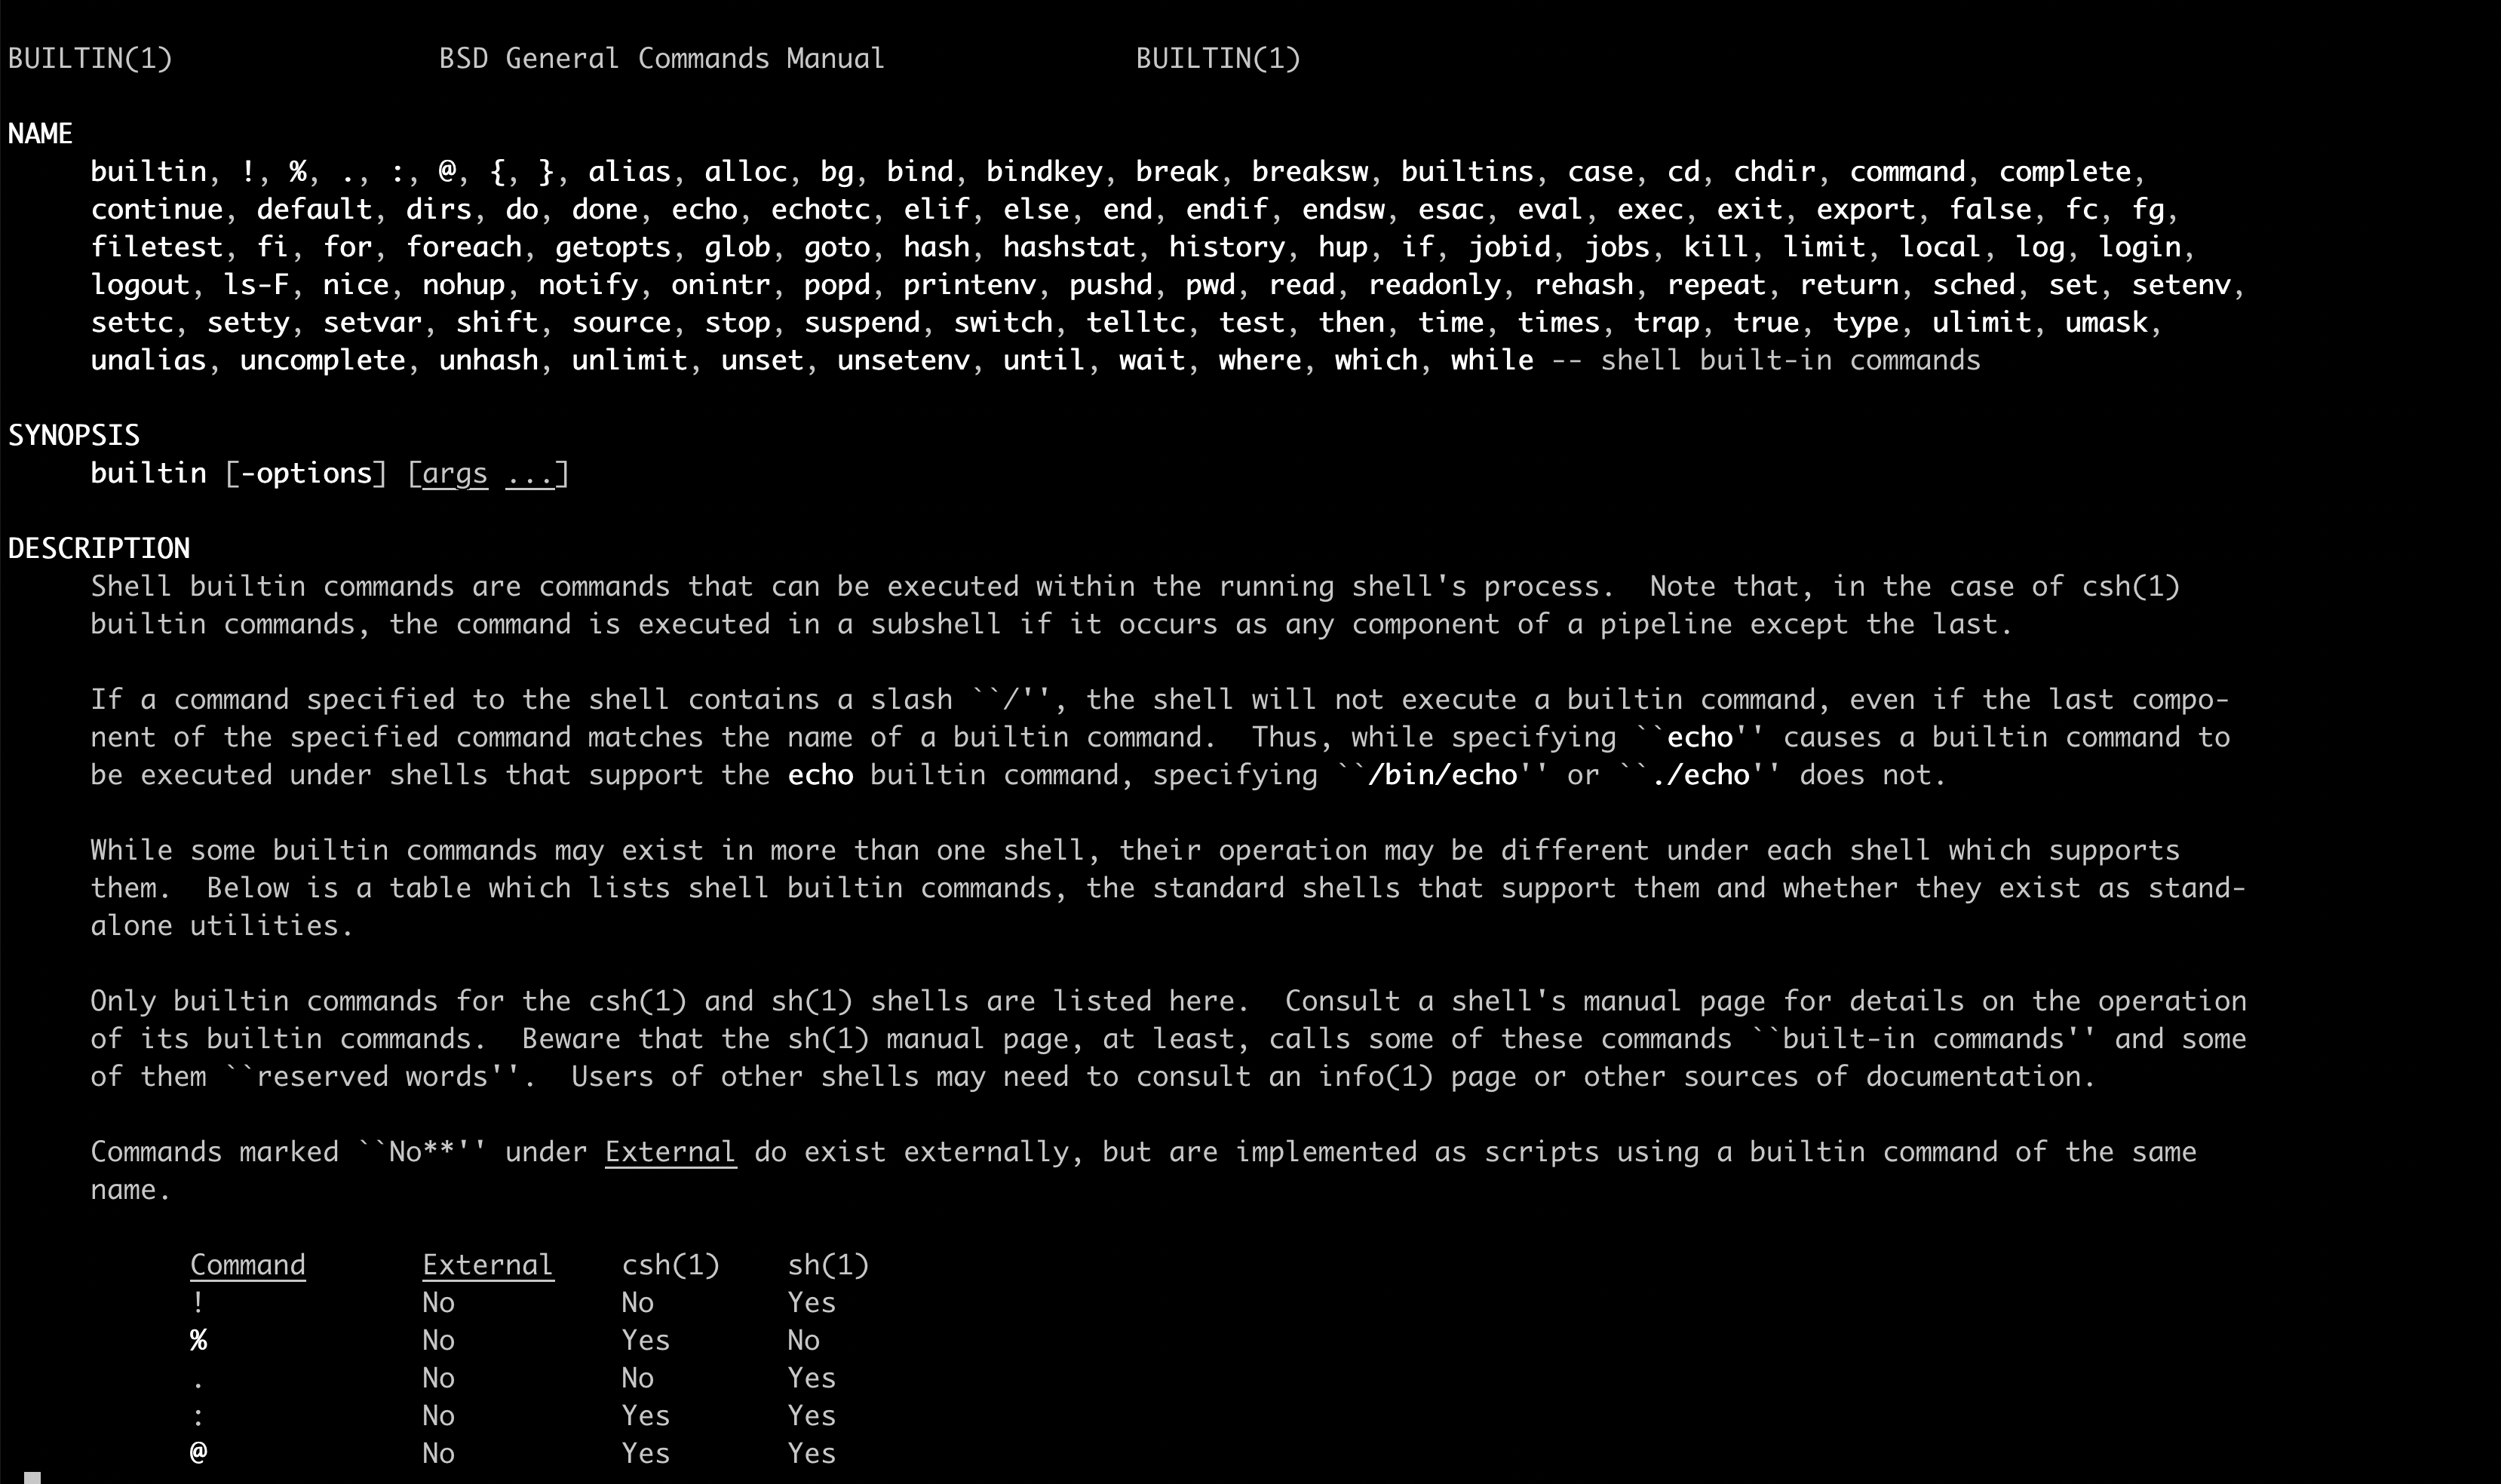 BUILTIN(1)                BSD General Commands Manual               BUILTIN(1)
NAME
     builtin, !, %, ., :, @, {, }, alias, alloc, bg, bind, bindkey, break, breaksw, builtins, case, cd, chdir, command, complete,
     continue, default, dirs, do, done, echo, echotc, elif, else, end, endif, endsw, esac, eval, exec, exit, export, false, fc, fg,
     filetest, fi, for, foreach, getopts, glob, goto, hash, hashstat, history, hup, if, jobid, jobs, kill, limit, local, log, login,
     logout, ls-F, nice, nohup, notify, onintr, popd, printenv, pushd, pwd, read, readonly, rehash, repeat, return, sched, set, setenv,
     settc, setty, setvar, shift, source, stop, suspend, switch, telltc, test, then, time, times, trap, true, type, ulimit, umask,
     unalias, uncomplete, unhash, unlimit, unset, unsetenv, until, wait, where, which, while -- shell built-in commands
SYNOPSIS
     builtin [-options] [args ...]
DESCRIPTION
     Shell builtin commands are commands that can be executed within the running shell's process.  Note that, in the case of csh(1)
     builtin commands, the command is executed in a subshell if it occurs as any component of a pipeline except the last.
     If a command specified to the shell contains a slash ``/'', the shell will not execute a builtin command, even if the last compo-
     nent of the specified command matches the name of a builtin command.  Thus, while specifying ``echo'' causes a builtin command to
     be executed under shells that support the echo builtin command, specifying ``/bin/echo'' or ``./echo'' does not.
     While some builtin commands may exist in more than one shell, their operation may be different under each shell which supports
     them.  Below is a table which lists shell builtin commands, the standard shells that support them and whether they exist as stand-
     alone utilities.
     Only builtin commands for the csh(1) and sh(1) shells are listed here.  Consult a shell's manual page for details on the operation
     of its builtin commands.  Beware that the sh(1) manual page, at least, calls some of these commands ``built-in commands'' and some
     of them ``reserved words''.  Users of other shells may need to consult an info(1) page or other sources of documentation.
     Commands marked ``No**'' under External do exist externally, but are implemented as scripts using a builtin command of the same
     name.
           Command       External    csh(1)    sh(1)
           !             No          No        Yes
           %             No          Yes       No
           .             No          No        Yes
           :             No          Yes       Yes
           @             No          Yes       Yes